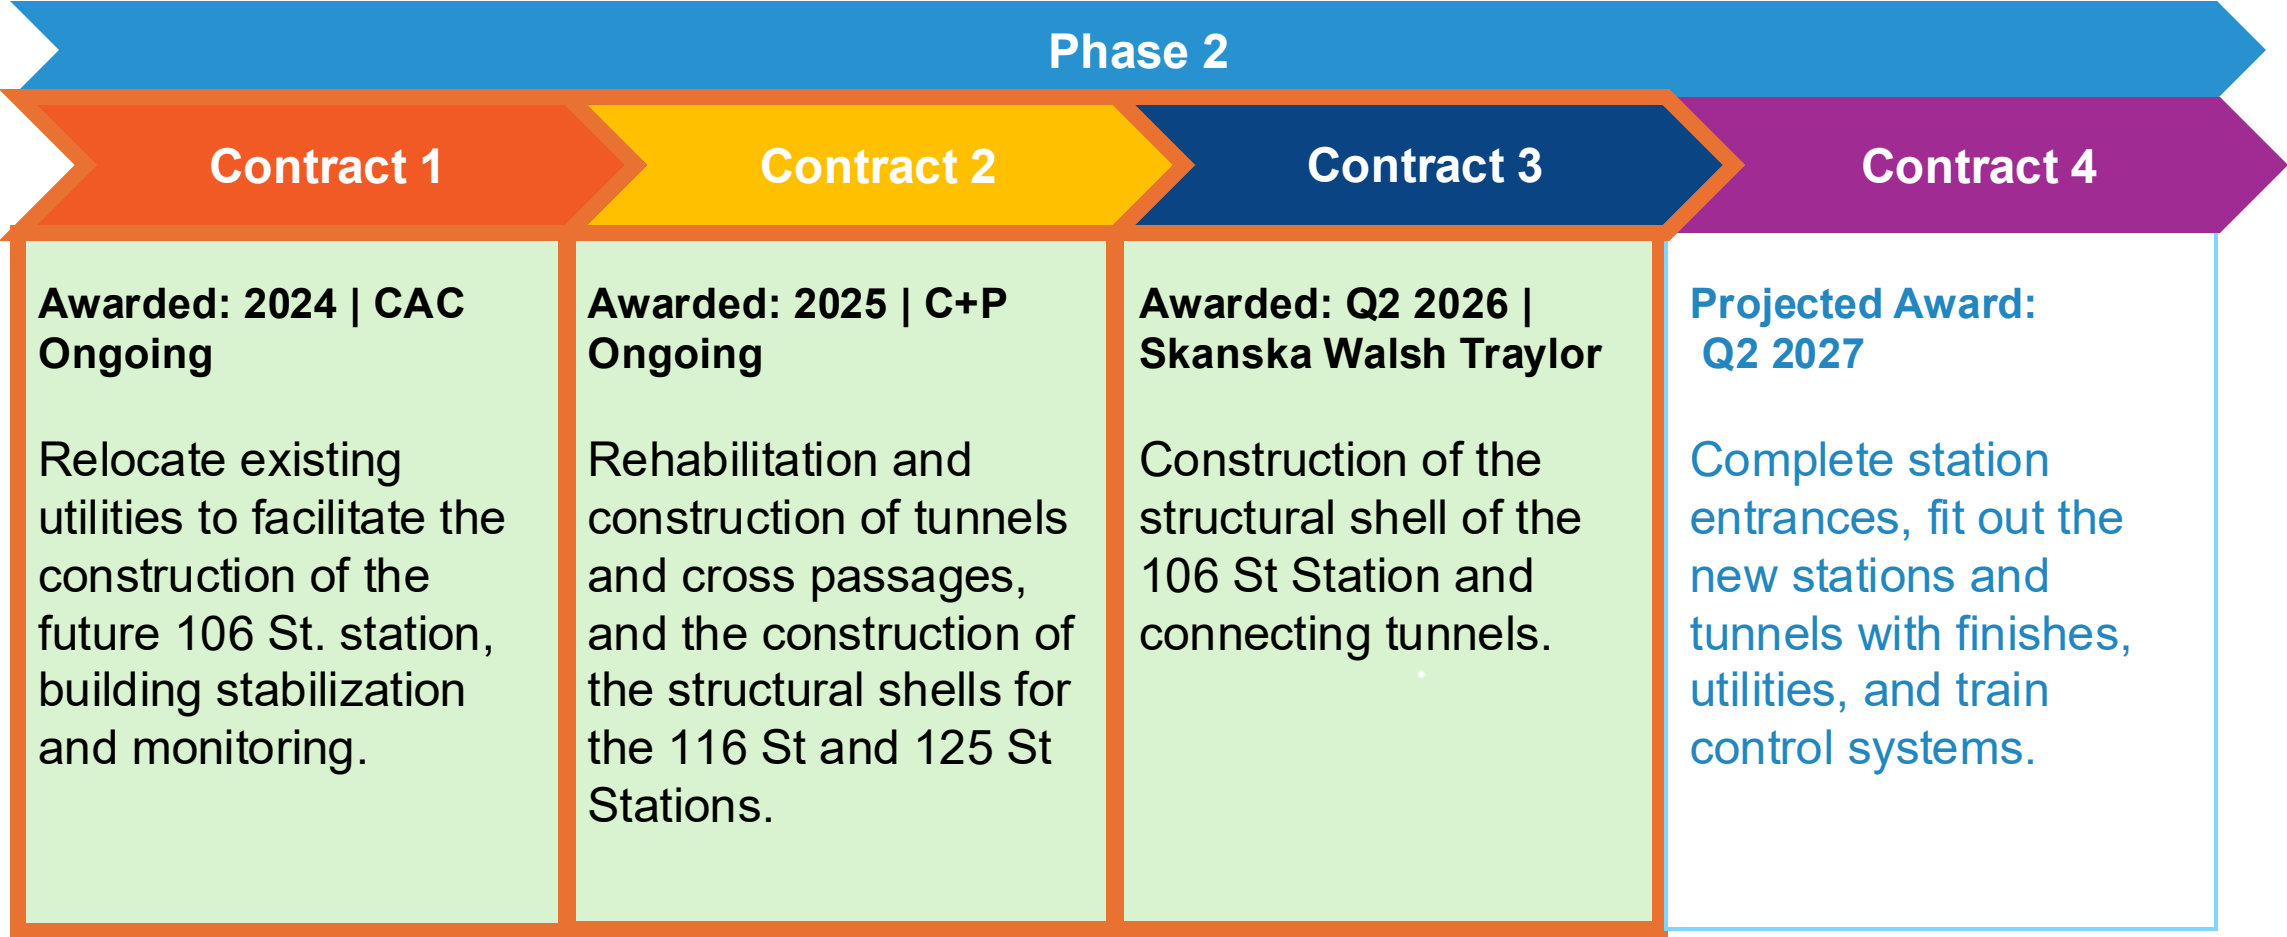 Phase 2
Contract 1
Contract 2
Contract 3
Contract 4
Awarded: 2024 | CAC
Ongoing
Relocate existing
utilities to facilitate the
construction of the
future 106 St. station,
building stabilization
and monitoring.
Awarded: 2025 | C+P
Ongoing
Rehabilitation and
construction of tunnels
and cross passages,
and the construction of
the structural shells for
the 116 St and 125 St
Stations.
Awarded: Q2 2026 |
Skanska Walsh Traylor
Construction of the
structural shell of the
106 St Station and
connecting tunnels.
Projected Award:
Q2 2027
Complete station
entrances, fit out the
new stations and
tunnels with finishes,
utilities, and train
control systems.